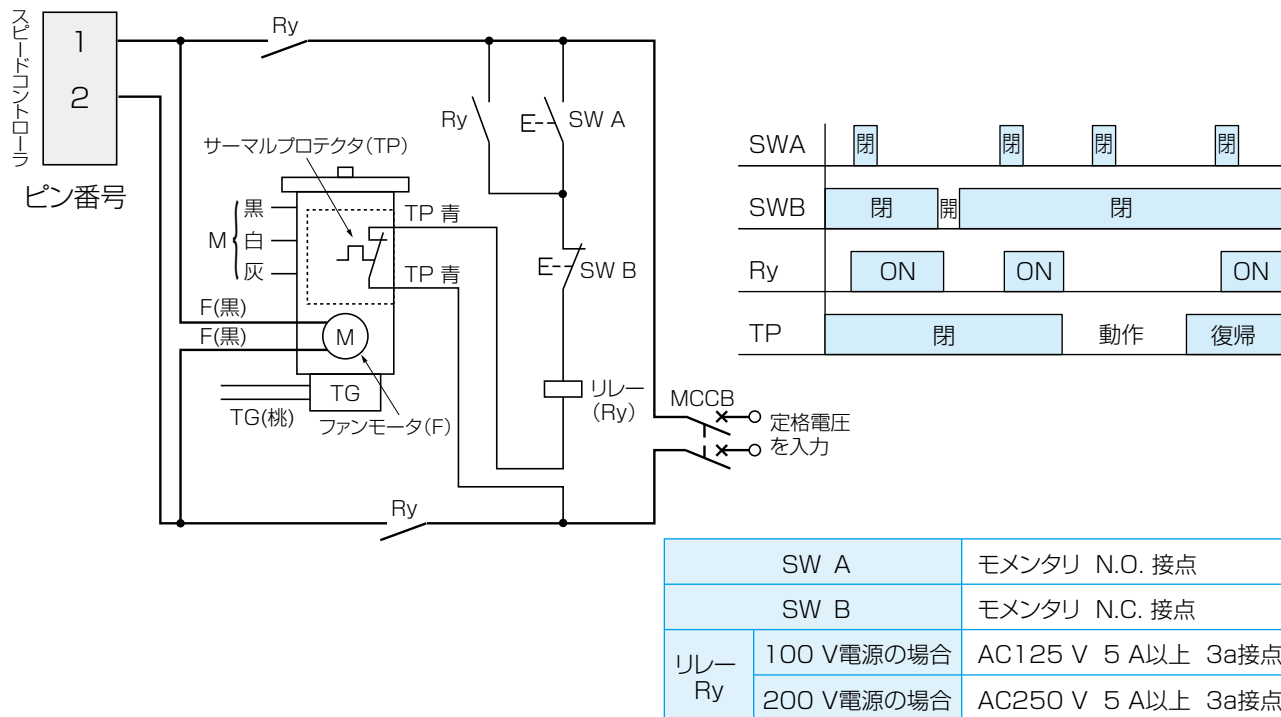 スピードコントローラ
1
2
ピン番号
Ry
Ry
SW A
サーマルプロテクタ(TP)
黒
M
白
灰
TP 青
TP 青
SW B
F(黒)
F(黒)
M
TG
TG(桃)
ファンモータ(F)
リレー
(Ry)
MCCB
定格電圧
を入力
Ry
SWA 閉 閉 閉 閉
SWB 閉 開 閉
Ry ON ON ON
TP 閉 動作 復帰
SW A モメンタリ N.O. 接点
SW B モメンタリ N.C. 接点
リレー
Ry
100 V電源の場合 AC125 V 5 A以上 3a接点
200 V電源の場合 AC250 V 5 A以上 3a接点